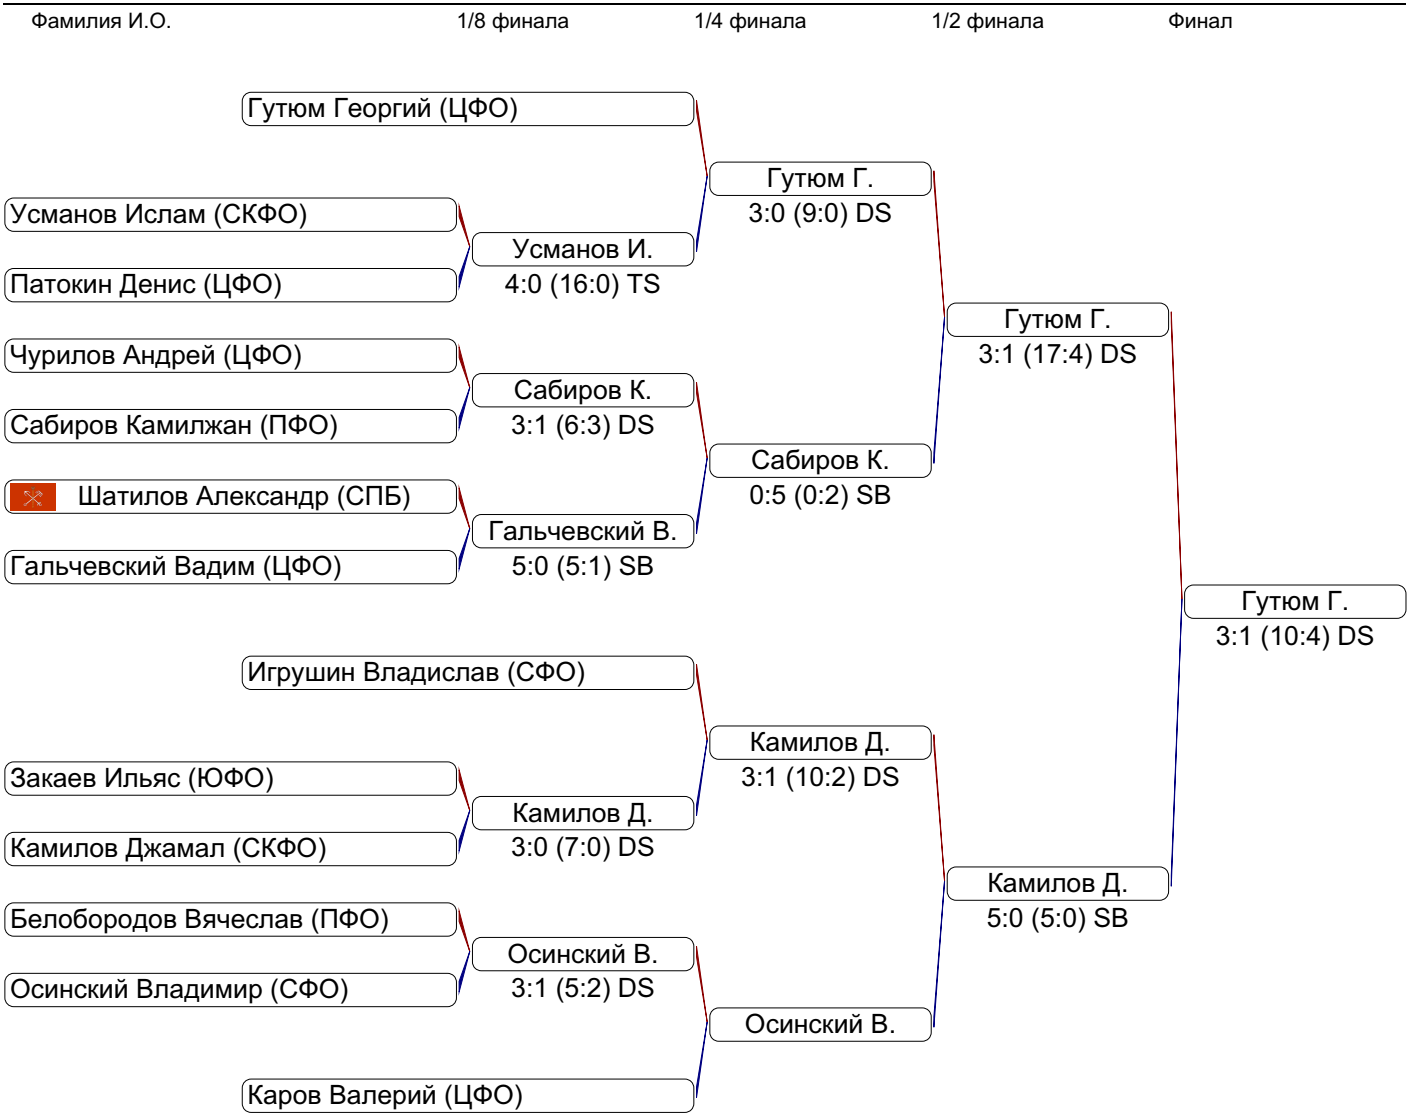 Фамилия И.О. 1/8 финала 1/4 финала 1/2 финала Финал
Гутюм Георгий (ЦФО)
Гутюм Г.
Усманов Ислам (СКФО)
3:0 (9:0) DS
Усманов И.
Патокин Денис (ЦФО)
4:0 (16:0) TS
Гутюм Г.
Чурилов Андрей (ЦФО)
3:1 (17:4) DS
Сабиров К.
Сабиров Камилжан (ПФО)
3:1 (6:3) DS
Сабиров К.
Шатилов Александр (СПБ)
0:5 (0:2) SB
Гальчевский В.
Гальчевский Вадим (ЦФО)
5:0 (5:1) SB
Гутюм Г.
3:1 (10:4) DS
Игрушин Владислав (СФО)
Камилов Д.
Закаев Ильяс (ЮФО)
3:1 (10:2) DS
Камилов Д.
Камилов Джамал (СКФО)
3:0 (7:0) DS
Камилов Д.
Белобородов Вячеслав (ПФО)
5:0 (5:0) SB
Осинский В.
Осинский Владимир (СФО)
3:1 (5:2) DS
Осинский В.
Каров Валерий (ЦФО)